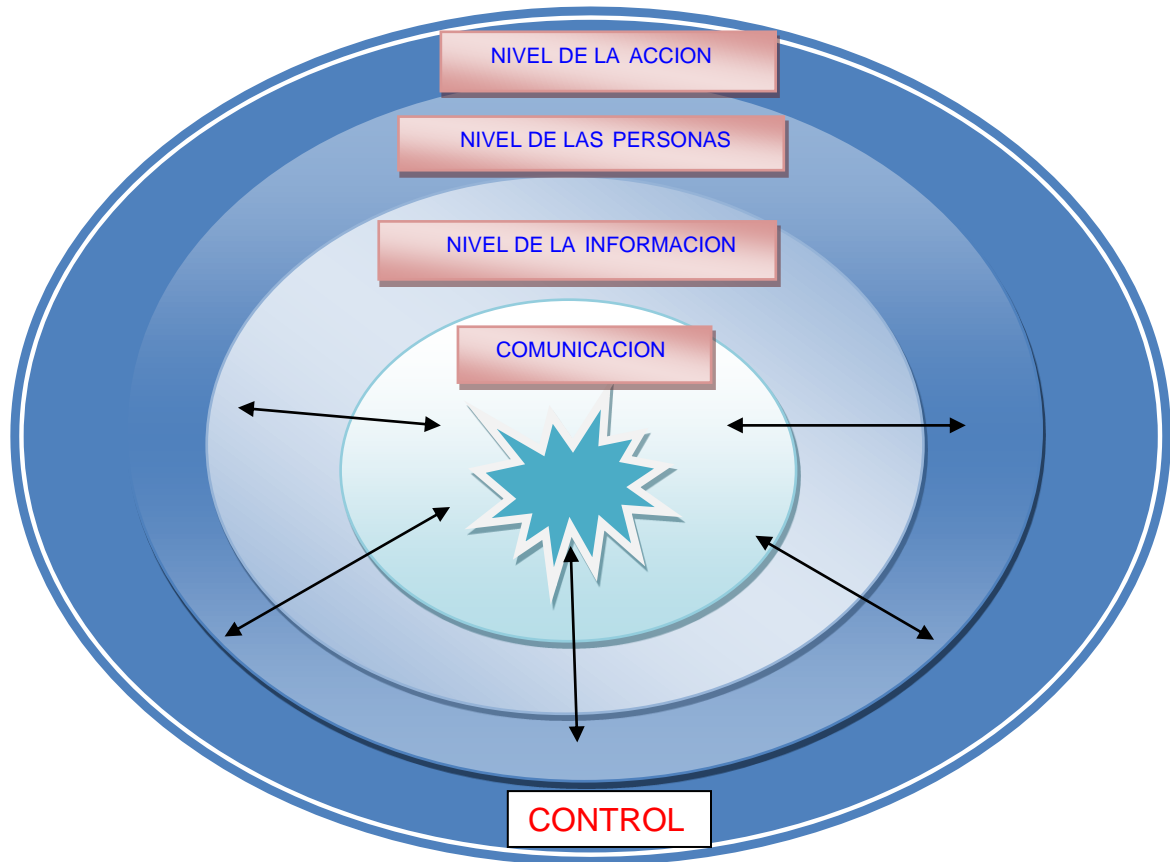 NIVEL DE LA ACCION
NIVEL DE LAS PERSONAS
NIVEL DE LA INFORMACION
COMUNICACION
CONTROL